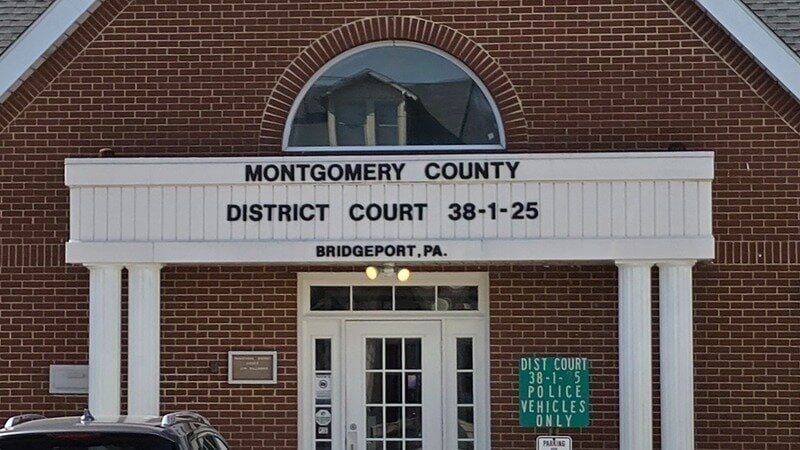 MONTGOMERY COUNTY
DISTRICT COURT 38-1-25
BRIDGEPORT, PA.
DIST COURT
38-1- 5
POLICE
VEHICLES
ONLY
PARKING